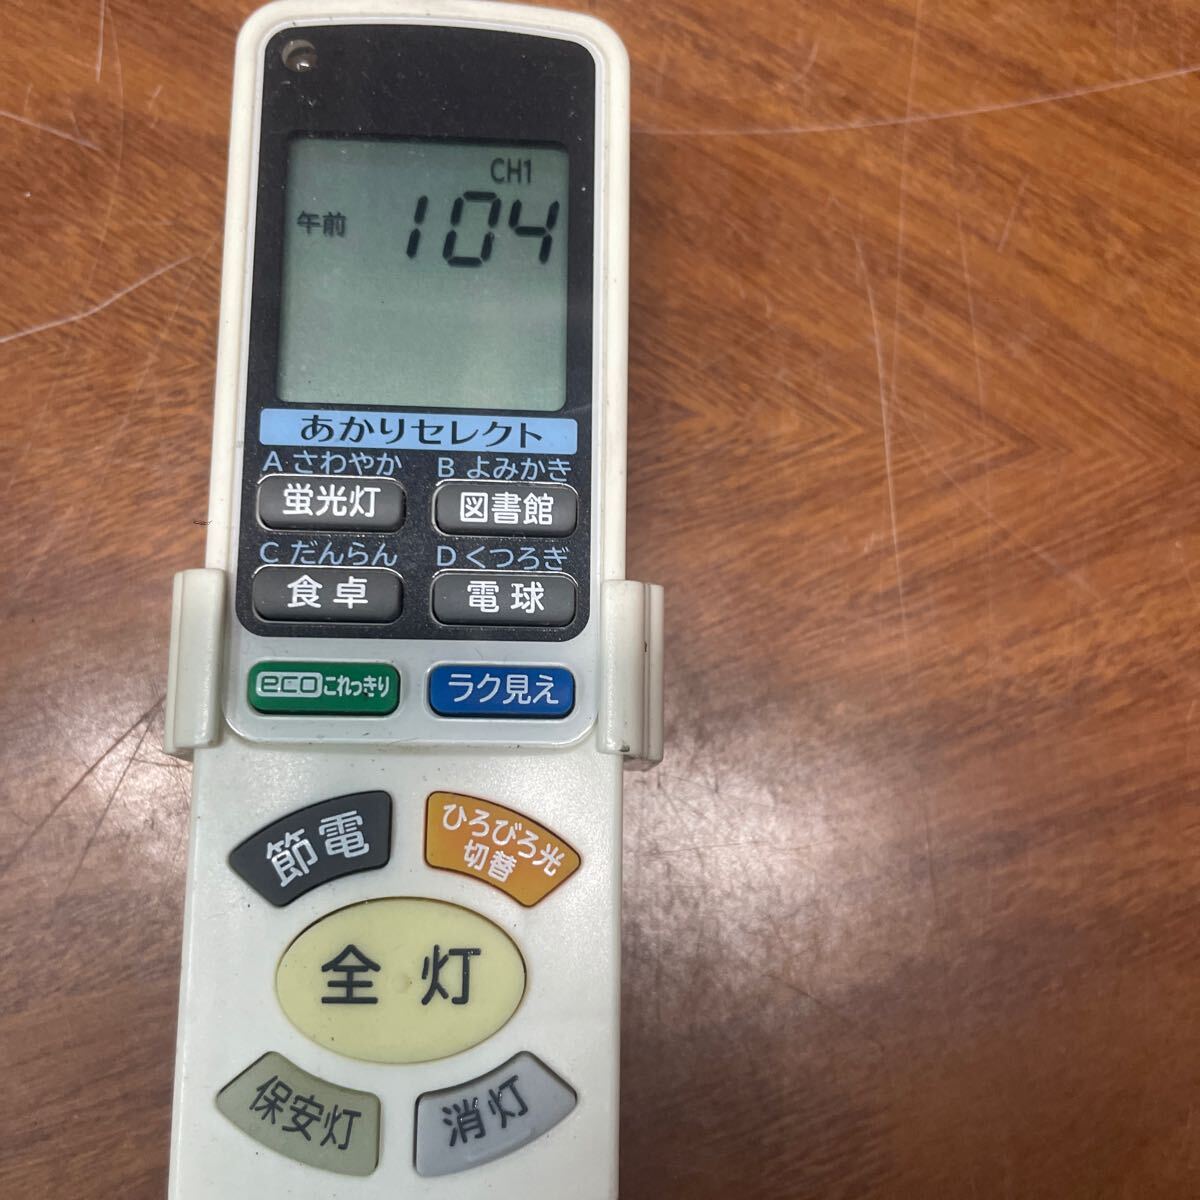 CH1
午前 104
あかりセレクト
A さわやか B よみかき
蛍光灯 図書館
C だんらん D くつろぎ
食卓 電球
eco これっきり ラク見え
節電 ひろびろ光
切替
全灯
保安灯 消灯